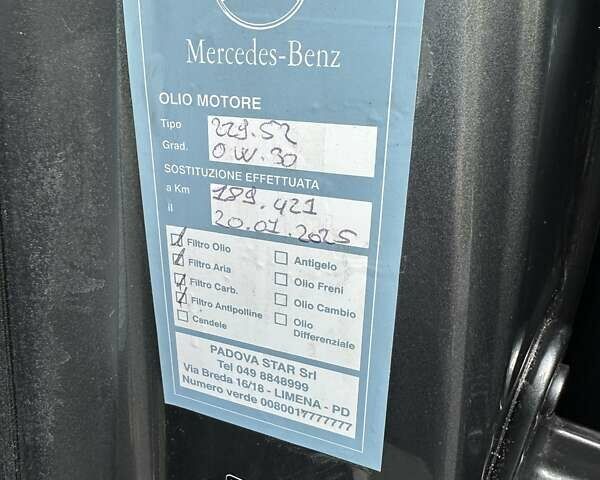 Mercedes-Benz
OLIO MOTORE
Tipo 229.52
Grad. 0W.30
SOSTITUZIONE EFFETTUATA
a Km 189.421
il 20.01.2025
Filtro Olio
Filtro Aria
Filtro Carb.
Filtro Antipolline
Candele
Antigelo
Olio Freni
Olio Cambio
Olio
Differenziale
PADOVA STAR Srl
Tel 049 8848999
Via Breda 16/18 - LIMENA - PD
Numero verde 0080017777777